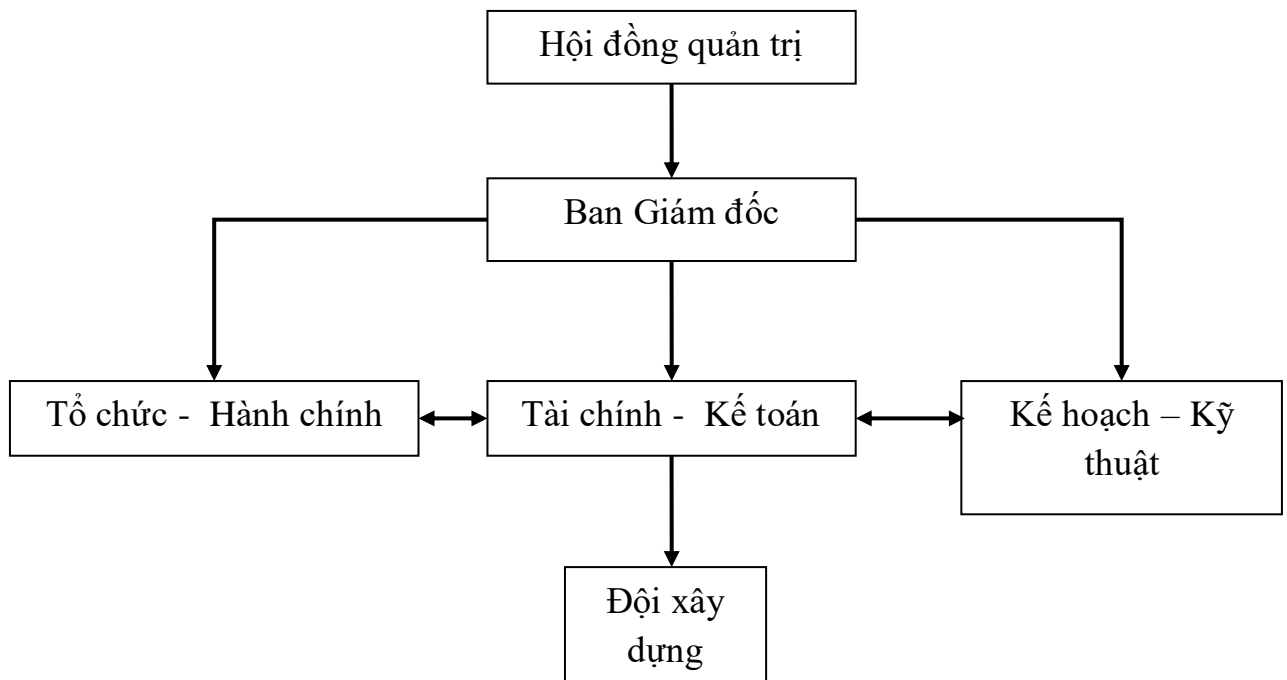 Hội đồng quản trị
Ban Giám đốc
Tổ chức - Hành chính
Tài chính - Kế toán
Kế hoạch – Kỹ
thuật
Đội xây
dựng